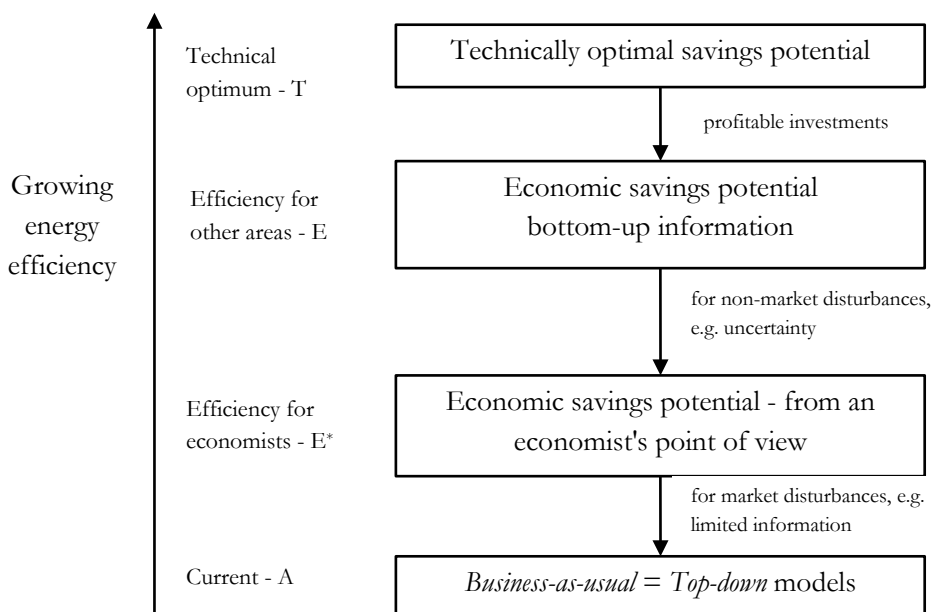 Growing
energy
efficiency
Technical
optimum - T
Technically optimal savings potential
profitable investments
Efficiency for
other areas - E
Economic savings potential
bottom-up information
for non-market disturbances,
e.g. uncertainty
Efficiency for
economists - E*
Economic savings potential - from an
economist's point of view
for market disturbances, e.g.
limited information
Current - A
Business-as-usual = Top-down models